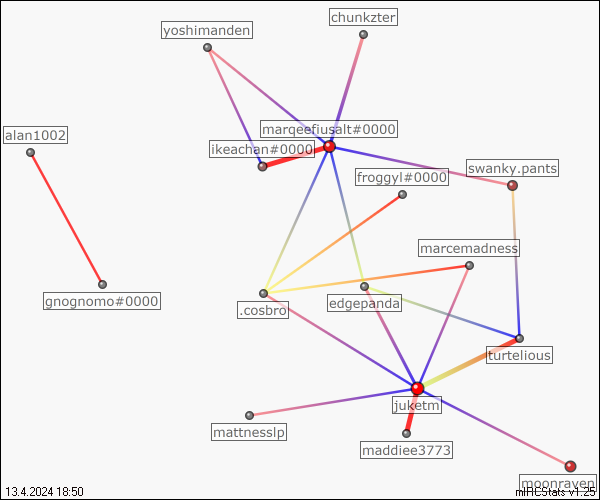 chunkzter
yoshimanden
marqeefiusalt#0000
alan1002
ikeachan#0000
swanky.pants
froggyl#0000
marcemadness
gnognomo#0000
edgepanda
.cosbro
turtelious
juketm
mattnesslp
maddiee3773
moonraven
13.4.2024 18:50
mIRCStats v1.25